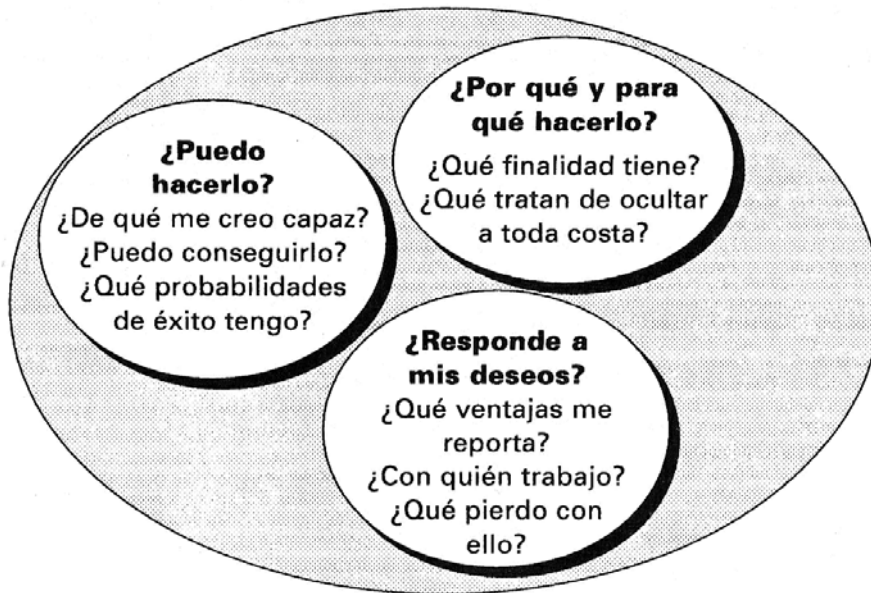 ¿Puedo
hacerlo?
¿De qué me creo capaz?
¿Puedo conseguirlo?
¿Qué probabilidades
de éxito tengo?
¿Por qué y para
qué hacerlo?
¿Qué finalidad tiene?
¿Qué tratan de ocultar
a toda costa?
¿Responde a
mis deseos?
¿Qué ventajas me
reporta?
¿Con quién trabajo?
¿Qué pierdo con
ello?